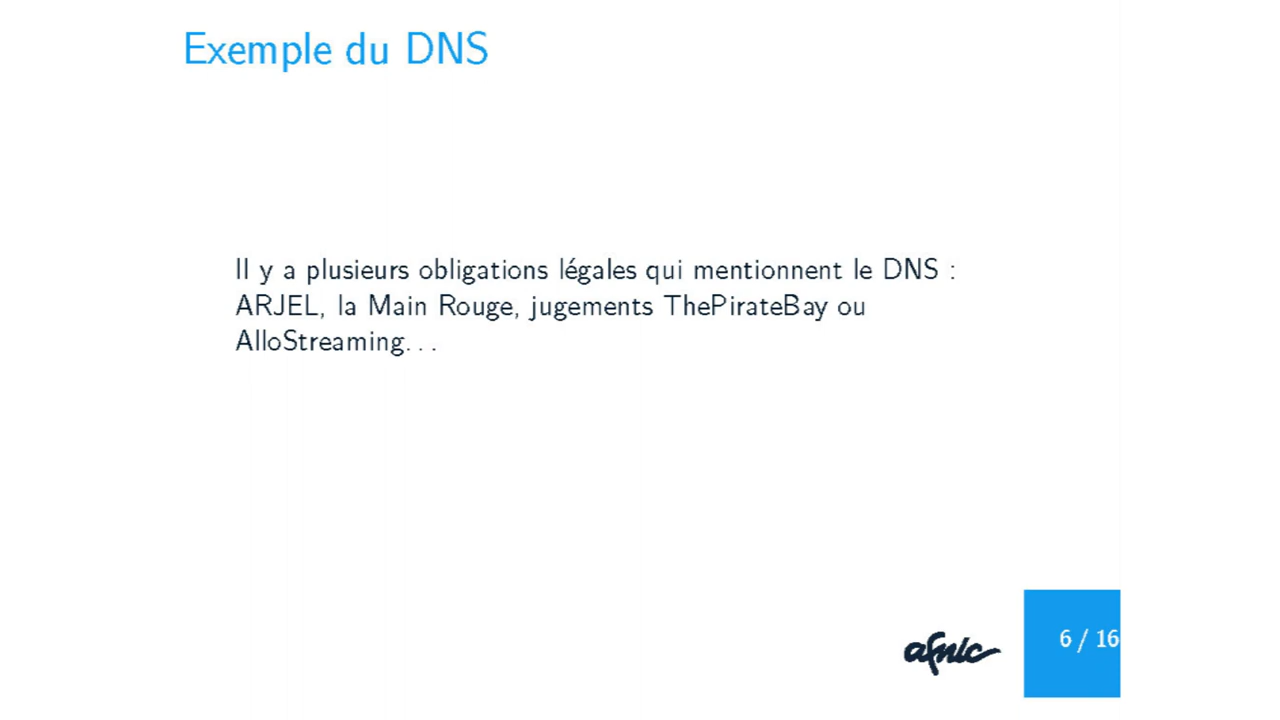 Exemple du DNS
Il y a plusieurs obligations légales qui mentionnent le DNS :
ARJEL, la Main Rouge, jugements ThePirateBay ou
AlloStreaming...
afnic
6 / 16